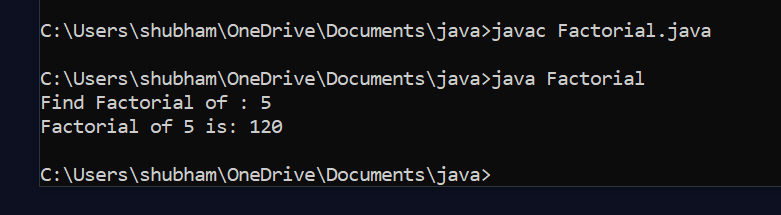 C:\Users\shubham\OneDrive\Documents\java>javac Factorial.java
C:\Users\shubham\OneDrive\Documents\java>java Factorial
Find Factorial of : 5
Factorial of 5 is: 120
C:\Users\shubham\OneDrive\Documents\java>